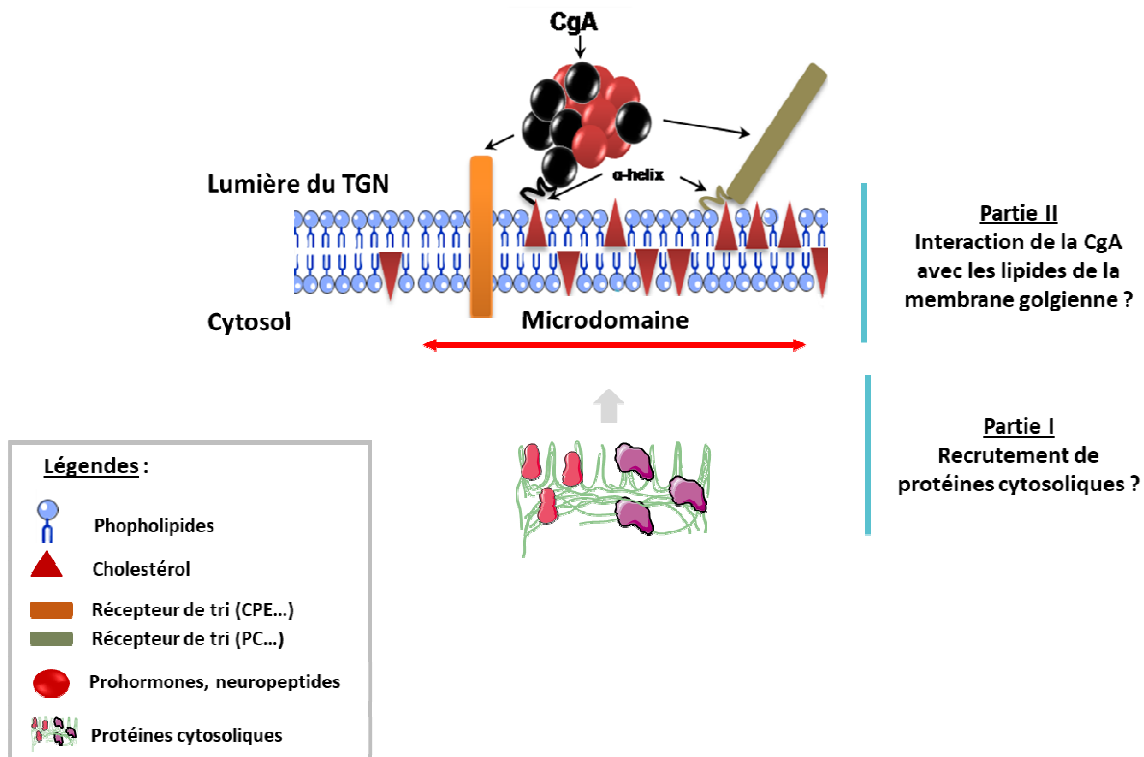 CgA
α-helix
Lumière du TGN
Cytosol
Microdomaine
Partie II
Interaction de la CgA
avec les lipides de la
membrane golgienne ?
Partie I
Recrutement de
protéines cytosoliques ?
Légendes :
Phopholipides
Cholestérol
Récepteur de tri (CPE...)
Récepteur de tri (PC...)
Prohormones, neuropeptides
Protéines cytosoliques